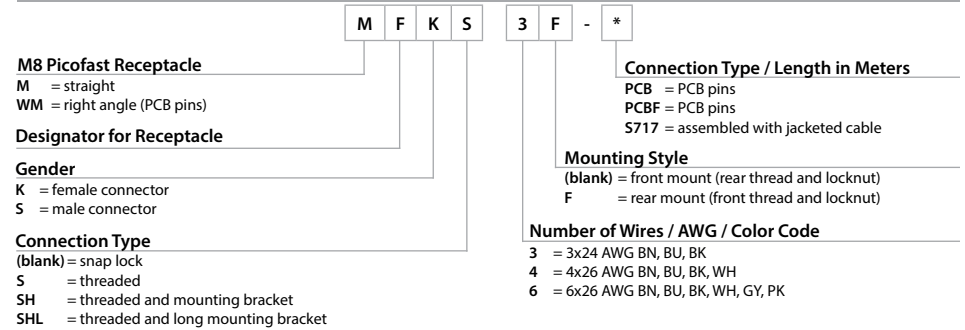 M F K S 3 F - *
M8 Picofast Receptacle
M = straight
WM = right angle (PCB pins)
Designator for Receptacle
Gender
K = female connector
S = male connector
Connection Type
(blank) = snap lock
S = threaded
SH = threaded and mounting bracket
SHL = threaded and long mounting bracket
Connection Type / Length in Meters
PCB = PCB pins
PCBF = PCB pins
S717 = assembled with jacketed cable
Mounting Style
(blank) = front mount (rear thread and locknut)
F = rear mount (front thread and locknut)
Number of Wires / AWG / Color Code
3 = 3x24 AWG BN, BU, BK
4 = 4x26 AWG BN, BU, BK, WH
6 = 6x26 AWG BN, BU, BK, WH, GY, PK